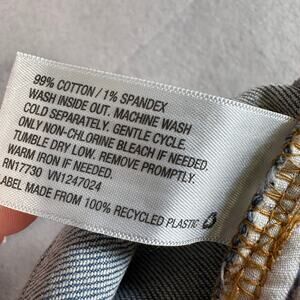 99% COTTON / 1% SPANDEX
WASH INSIDE OUT. MACHINE WASH
COLD SEPARATELY. GENTLE CYCLE.
ONLY NON-CHLORINE BLEACH IF NEEDED.
TUMBLE DRY LOW. REMOVE PROMPTLY.
WARM IRON IF NEEDED.
RN17730 VN1247024
LABEL MADE FROM 100% RECYCLED PLASTIC